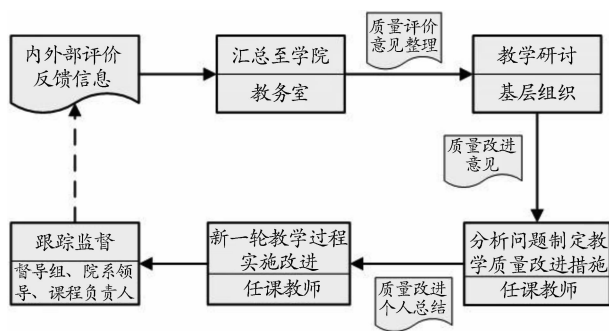 内外部评价
反馈信息
汇总至学院
教务室
质量评价
意见整理
教学研讨
基层组织
质量改进
意见
分析问题制定教
学质量改进措施
任课教师
质量改进
个人总结
新一轮教学过程
实施改进
任课教师
跟踪监督
督导组、院系领
导、课程负责人